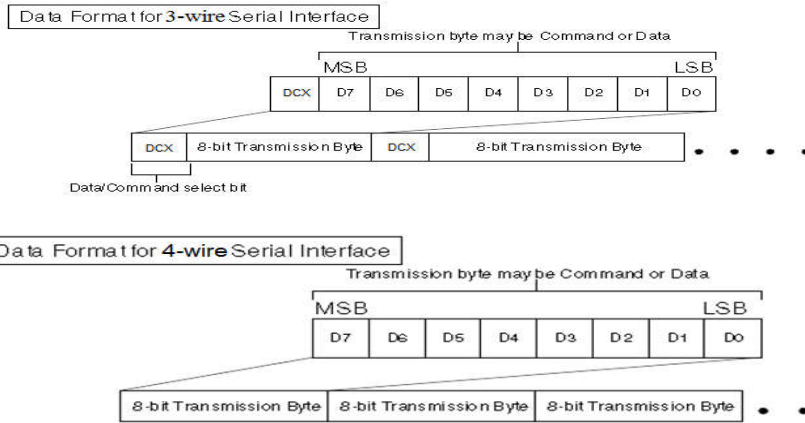 Data Format for 3-wire Serial Interface
Transmission byte may be Command or Data
MSB LSB
DCX D7 D6 D5 D4 D3 D2 D1 D0
DCX 8-bit Transmission Byte DCX 8-bit Transmission Byte
Data/Command select bit
Data Format for 4-wire Serial Interface
Transmission byte may be Command or Data
MSB LSB
D7 D6 D5 D4 D3 D2 D1 D0
8-bit Transmission Byte 8-bit Transmission Byte 8-bit Transmission Byte